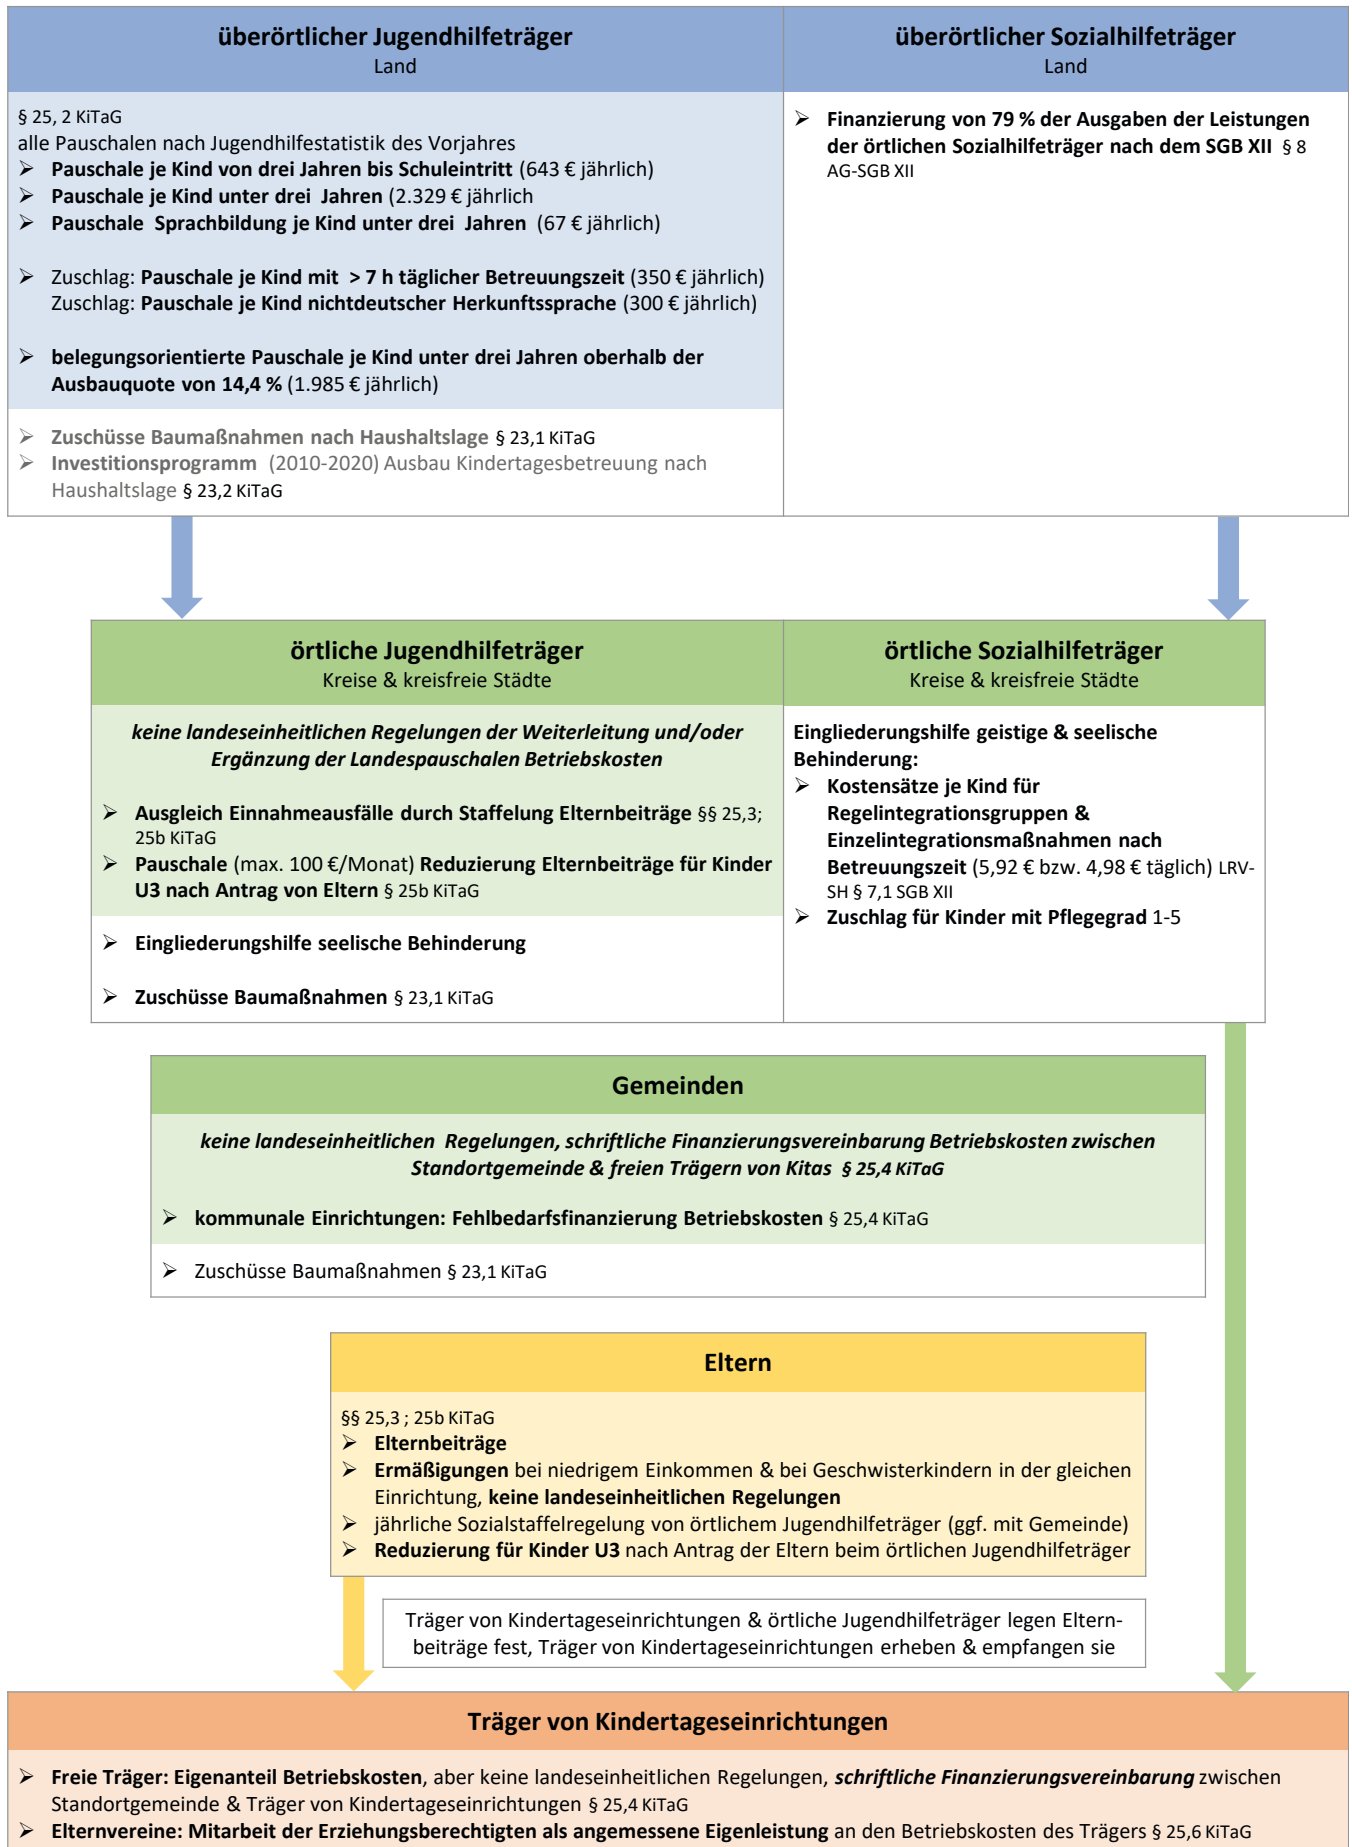 überörtlicher Jugendhilfeträger
Land
§ 25, 2 KiTaG
alle Pauschalen nach Jugendhilfestatistik des Vorjahres
➢ Pauschale je Kind von drei Jahren bis Schuleintritt (643 € jährlich)
➢ Pauschale je Kind unter drei Jahren (2.329 € jährlich
➢ Pauschale Sprachbildung je Kind unter drei Jahren (67 € jährlich)
➢ Zuschlag: Pauschale je Kind mit > 7 h täglicher Betreuungszeit (350 € jährlich)
Zuschlag: Pauschale je Kind nichtdeutscher Herkunftssprache (300 € jährlich)
➢ belegungsorientierte Pauschale je Kind unter drei Jahren oberhalb der
Ausbauquote von 14,4 % (1.985 € jährlich)
➢ Zuschüsse Baumaßnahmen nach Haushaltslage § 23,1 KiTaG
➢ Investitionsprogramm (2010-2020) Ausbau Kindertagesbetreuung nach
Haushaltslage § 23,2 KiTaG
überörtlicher Sozialhilfeträger
Land
➢ Finanzierung von 79 % der Ausgaben der Leistungen
der örtlichen Sozialhilfeträger nach dem SGB XII § 8
AG-SGB XII
örtliche Jugendhilfeträger
Kreise & kreisfreie Städte
keine landeseinheitlichen Regelungen der Weiterleitung und/oder
Ergänzung der Landespauschalen Betriebskosten
➢ Ausgleich Einnahmeausfälle durch Staffelung Elternbeiträge §§ 25,3;
25b KiTaG
➢ Pauschale (max. 100 €/Monat) Reduzierung Elternbeiträge für Kinder
U3 nach Antrag von Eltern § 25b KiTaG
➢ Eingliederungshilfe seelische Behinderung
➢ Zuschüsse Baumaßnahmen § 23,1 KiTaG
örtliche Sozialhilfeträger
Kreise & kreisfreie Städte
Eingliederungshilfe geistige & seelische
Behinderung:
➢ Kostensätze je Kind für
Regelintegrationsgruppen &
Einzelintegrationsmaßnahmen nach
Betreuungszeit (5,92 € bzw. 4,98 € täglich) LRV-
SH § 7,1 SGB XII
➢ Zuschlag für Kinder mit Pflegegrad 1-5
Gemeinden
keine landeseinheitlichen Regelungen, schriftliche Finanzierungsvereinbarung Betriebskosten zwischen
Standortgemeinde & freien Trägern von Kitas § 25,4 KiTaG
➢ kommunale Einrichtungen: Fehlbedarfsfinanzierung Betriebskosten § 25,4 KiTaG
➢ Zuschüsse Baumaßnahmen § 23,1 KiTaG
Eltern
§§ 25,3 ; 25b KiTaG
➢ Elternbeiträge
➢ Ermäßigungen bei niedrigem Einkommen & bei Geschwisterkindern in der gleichen
Einrichtung, keine landeseinheitlichen Regelungen
➢ jährliche Sozialstaffelregelung von örtlichem Jugendhilfeträger (ggf. mit Gemeinde)
➢ Reduzierung für Kinder U3 nach Antrag der Eltern beim örtlichen Jugendhilfeträger
Träger von Kindertageseinrichtungen & örtliche Jugendhilfeträger legen Eltern-
beiträge fest, Träger von Kindertageseinrichtungen erheben & empfangen sie
Träger von Kindertageseinrichtungen
➢ Freie Träger: Eigenanteil Betriebskosten, aber keine landeseinheitlichen Regelungen, schriftliche Finanzierungsvereinbarung zwischen
Standortgemeinde & Träger von Kindertageseinrichtungen § 25,4 KiTaG
➢ Elternvereine: Mitarbeit der Erziehungsberechtigten als angemessene Eigenleistung an den Betriebskosten des Trägers § 25,6 KiTaG